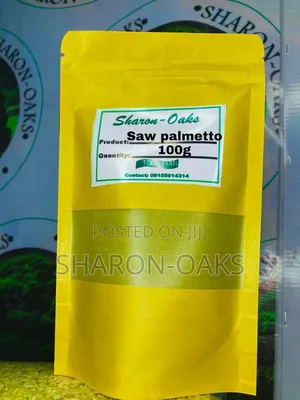 SHARON-OAKS
Sharon-Oaks
Product: Saw palmetto
Quantity: 100g
Contact: 08155614314
POSTED ON JIJI
SHARON-OAKS